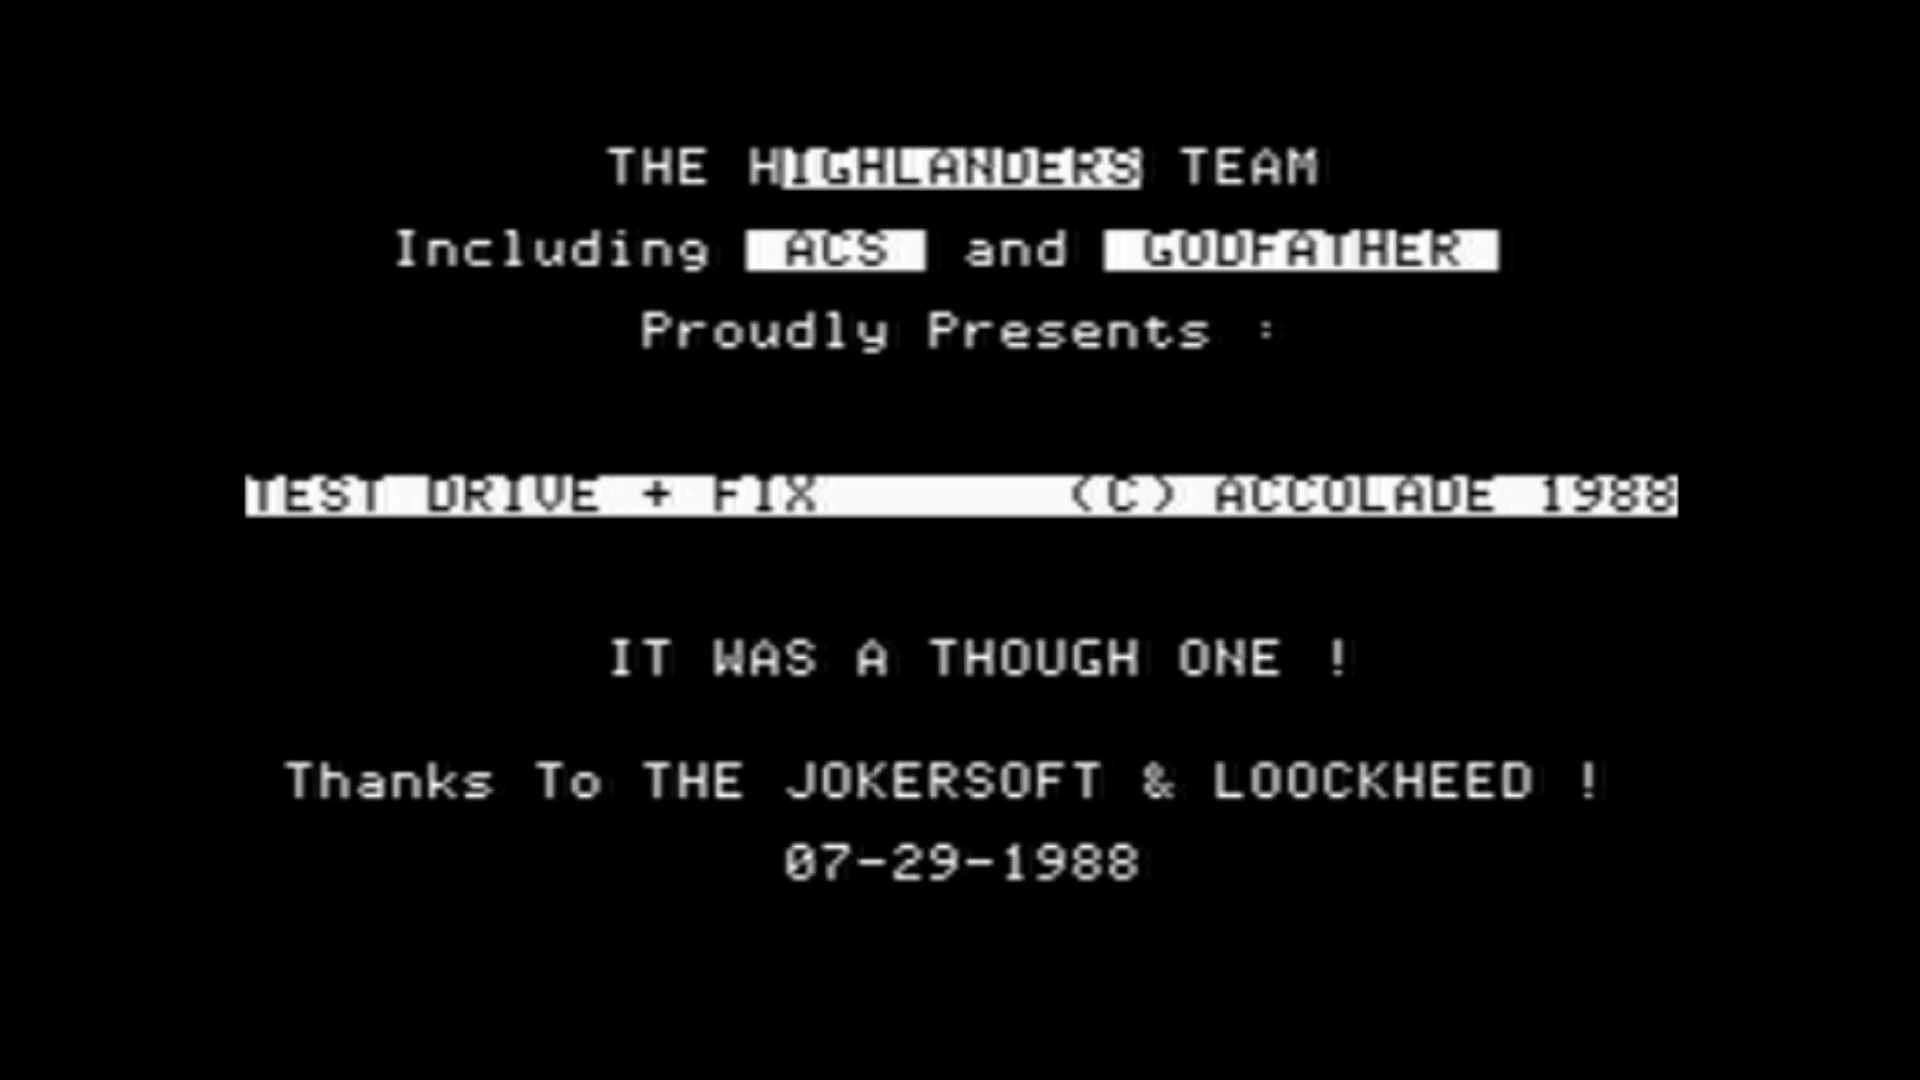 THE HIGHLANDERS TEAM
Including ACS and GODFATHER
Proudly Presents :
TEST DRIVE + FIX (C) ACCOLADE 1988
IT WAS A THOUGH ONE !
Thanks To THE JOKERSOFT & LOOCKHEED !
07-29-1988